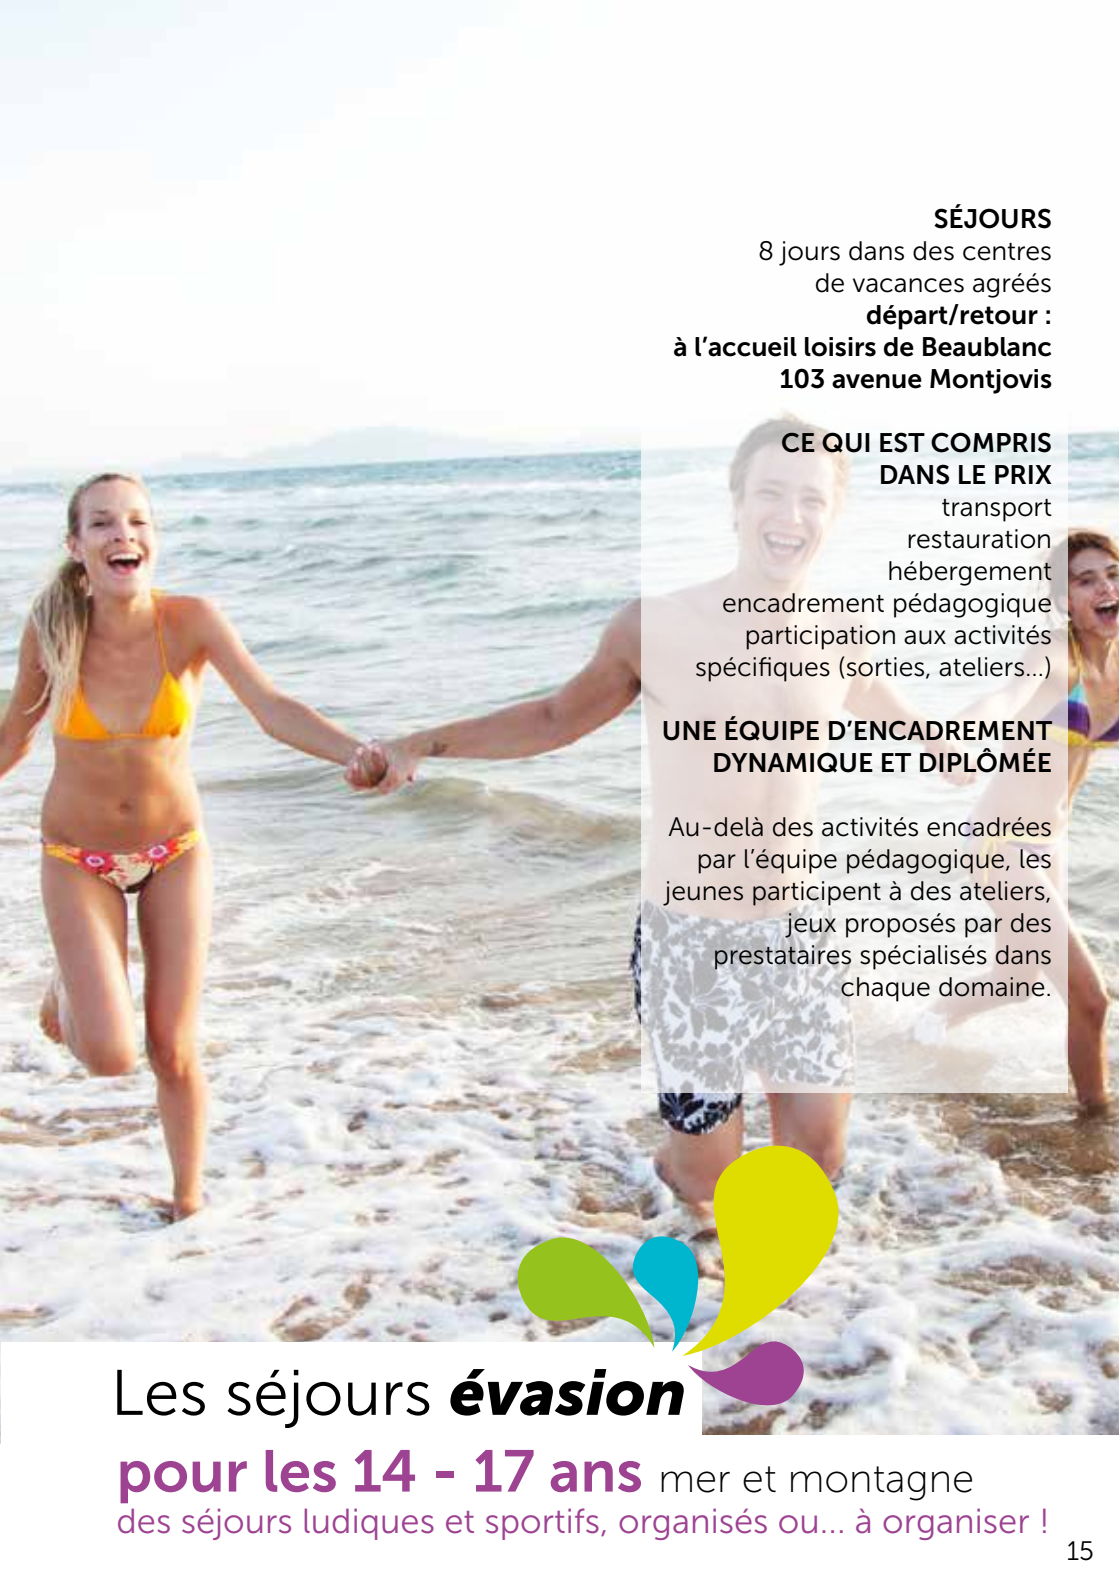 SÉJOURS
8 jours dans des centres
de vacances agréés
départ/retour :
à l’accueil loisirs de Beaublanc
103 avenue Montjovis
CE QUI EST COMPRIS
DANS LE PRIX
transport
restauration
hébergement
encadrement pédagogique
participation aux activités
spécifiques (sorties, ateliers...)
UNE ÉQUIPE D’ENCADREMENT
DYNAMIQUE ET DIPLÔMÉE
Au-delà des activités encadrées
par l’équipe pédagogique, les
jeunes participent à des ateliers,
jeux proposés par des
prestataires spécialisés dans
chaque domaine.
Les séjours évasion
pour les 14 - 17 ans mer et montagne
des séjours ludiques et sportifs, organisés ou... à organiser !
15